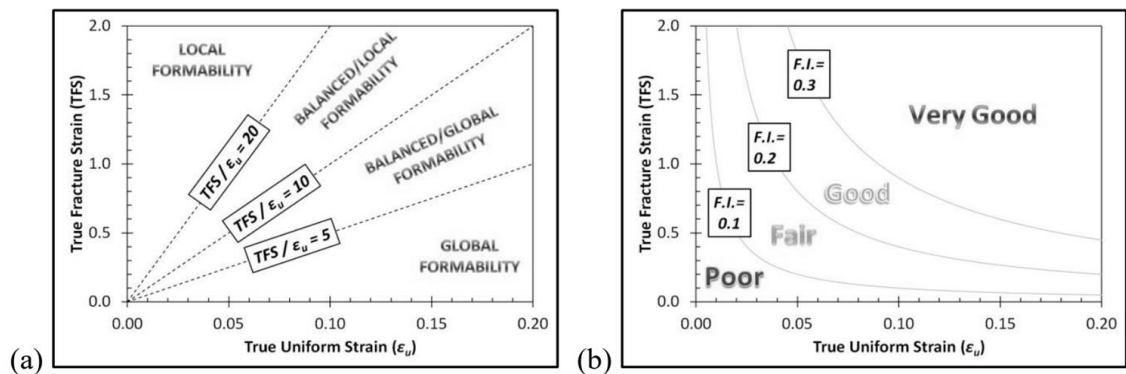 (a)
True Fracture Strain (TFS)
2.0
1.5
1.0
0.5
0.0
LOCAL
FORMABILITY
BALANCED/LOCAL
FORMABILITY
BALANCED/GLOBAL
FORMABILITY
GLOBAL
FORMABILITY
TFS / εu = 20
TFS / εu = 10
TFS / εu = 5
0.00 0.05 0.10 0.15 0.20
True Uniform Strain (εu)
(b)
True Fracture Strain (TFS)
2.0
1.5
1.0
0.5
0.0
F.I.=
0.3
F.I.=
0.2
F.I.=
0.1
Very Good
Good
Fair
Poor
0.00 0.05 0.10 0.15 0.20
True Uniform Strain (εu)